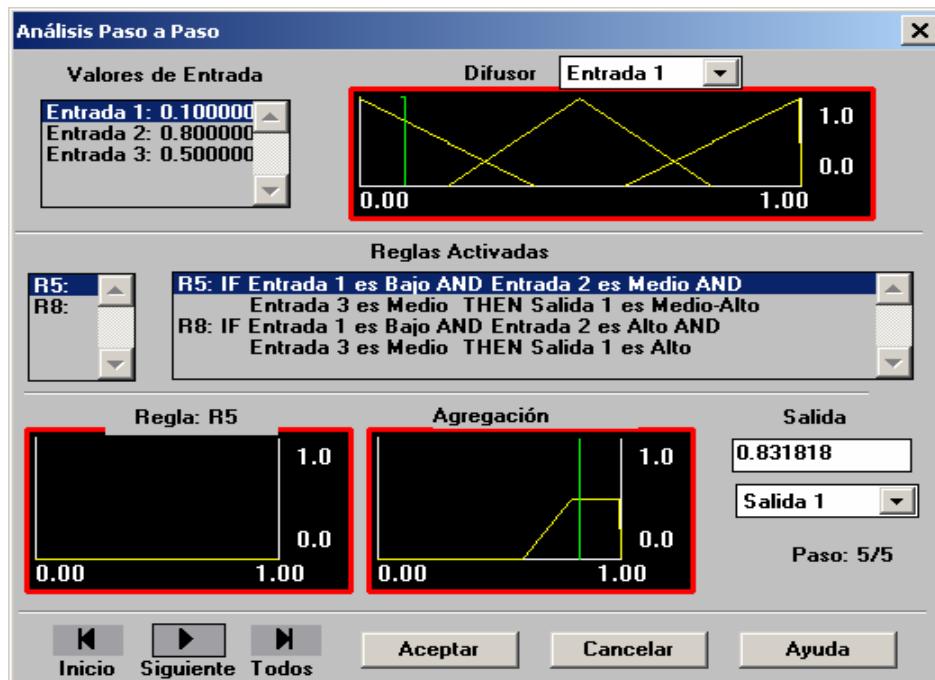 Análisis Paso a Paso
Valores de Entrada
Difusor
Entrada 1
Entrada 1: 0.100000
Entrada 2: 0.800000
Entrada 3: 0.500000
1.0
0.0
0.00
1.00
Reglas Activadas
R5:
R8:
R5: IF Entrada 1 es Bajo AND Entrada 2 es Medio AND
Entrada 3 es Medio THEN Salida 1 es Medio-Alto
R8: IF Entrada 1 es Bajo AND Entrada 2 es Alto AND
Entrada 3 es Medio THEN Salida 1 es Alto
Regla: R5
1.0
0.0
0.00
1.00
Agregación
1.0
0.0
0.00
1.00
Salida
0.831818
Salida 1
Paso: 5/5
Inicio
Siguiente
Todos
Aceptar
Cancelar
Ayuda